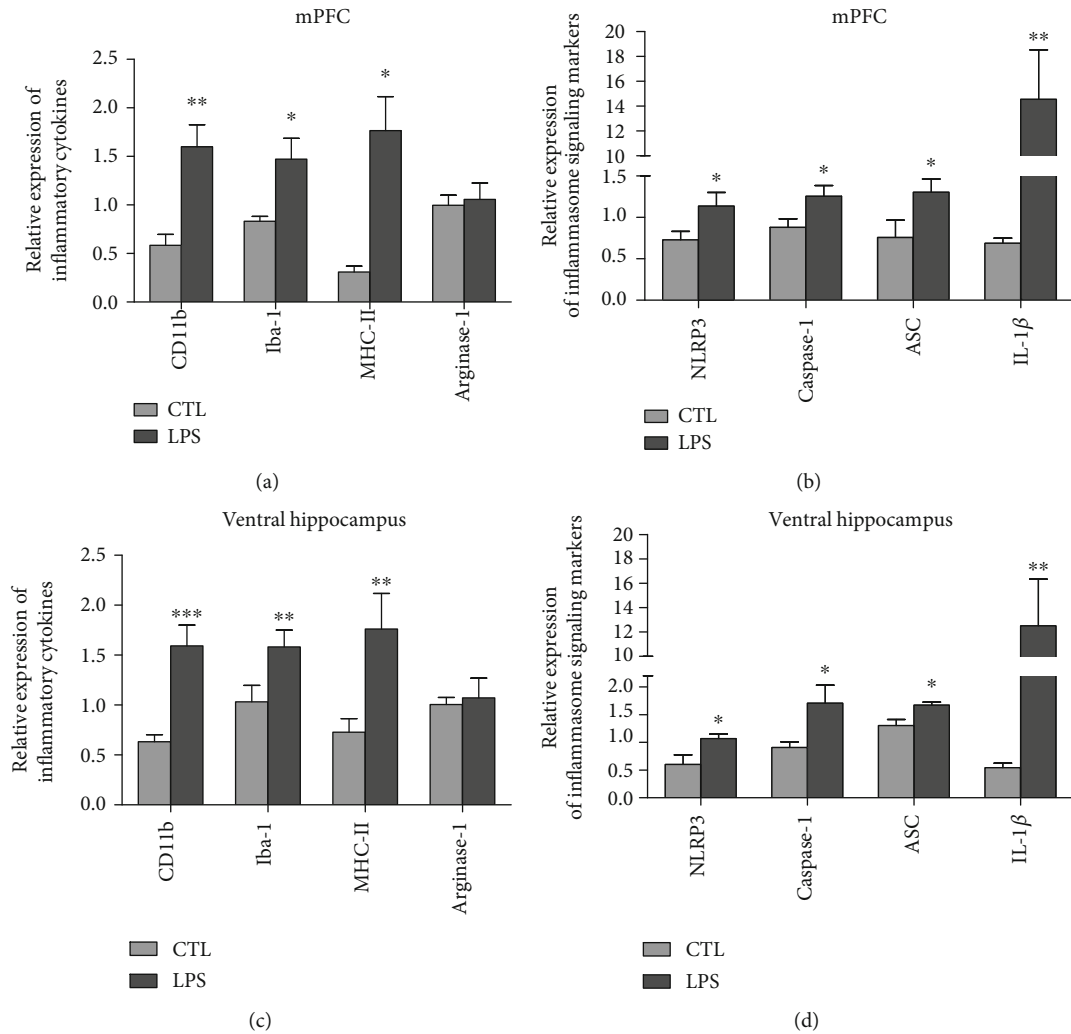 mPFC
Relative expression of
inflammatory cytokines
2.5
2.0
1.5
1.0
0.5
0.0
**
*
*
CD11b
Iba-1
MHC-II
Arginase-1
CTL
LPS
(a)
mPFC
Relative expression
of inflammasome signaling markers
20
18
16
14
12
10
1.5
1.0
0.5
0.0
*
*
*
**
NLRP3
Caspase-1
ASC
IL-1β
CTL
LPS
(b)
Ventral hippocampus
Relative expression of
inflammatory cytokines
2.5
2.0
1.5
1.0
0.5
0.0
***
**
**
CD11b
Iba-1
MHC-II
Arginase-1
CTL
LPS
(c)
Ventral hippocampus
Relative expression
of inflammasome signaling markers
20
18
16
14
12
10
2.0
1.5
1.0
0.5
0.0
*
*
*
**
NLRP3
Caspase-1
ASC
IL-1β
CTL
LPS
(d)